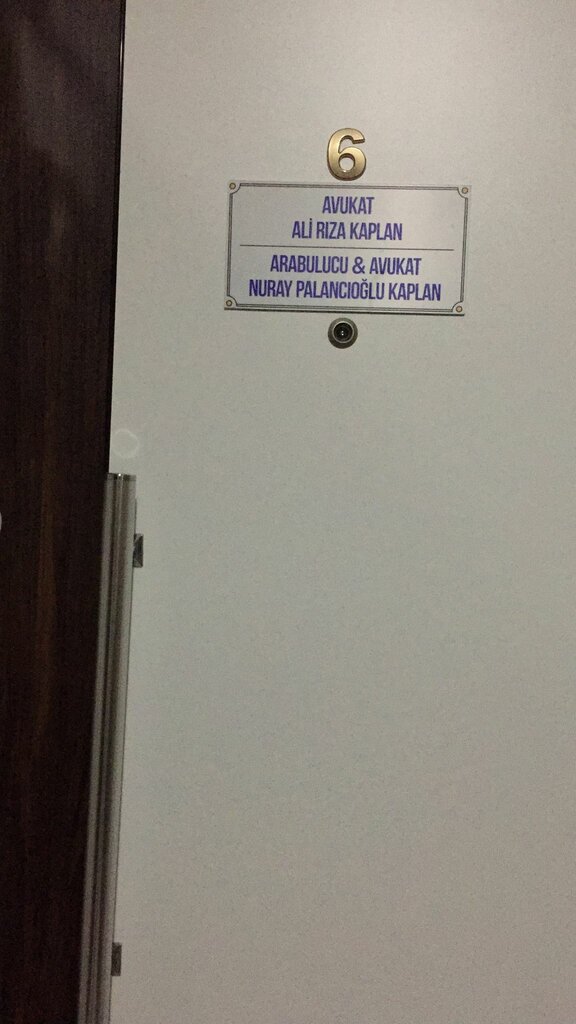 6
AVUKAT
ALİ RIZA KAPLAN
ARABULUCU & AVUKAT
NURAY PALANCIOĞLU KAPLAN